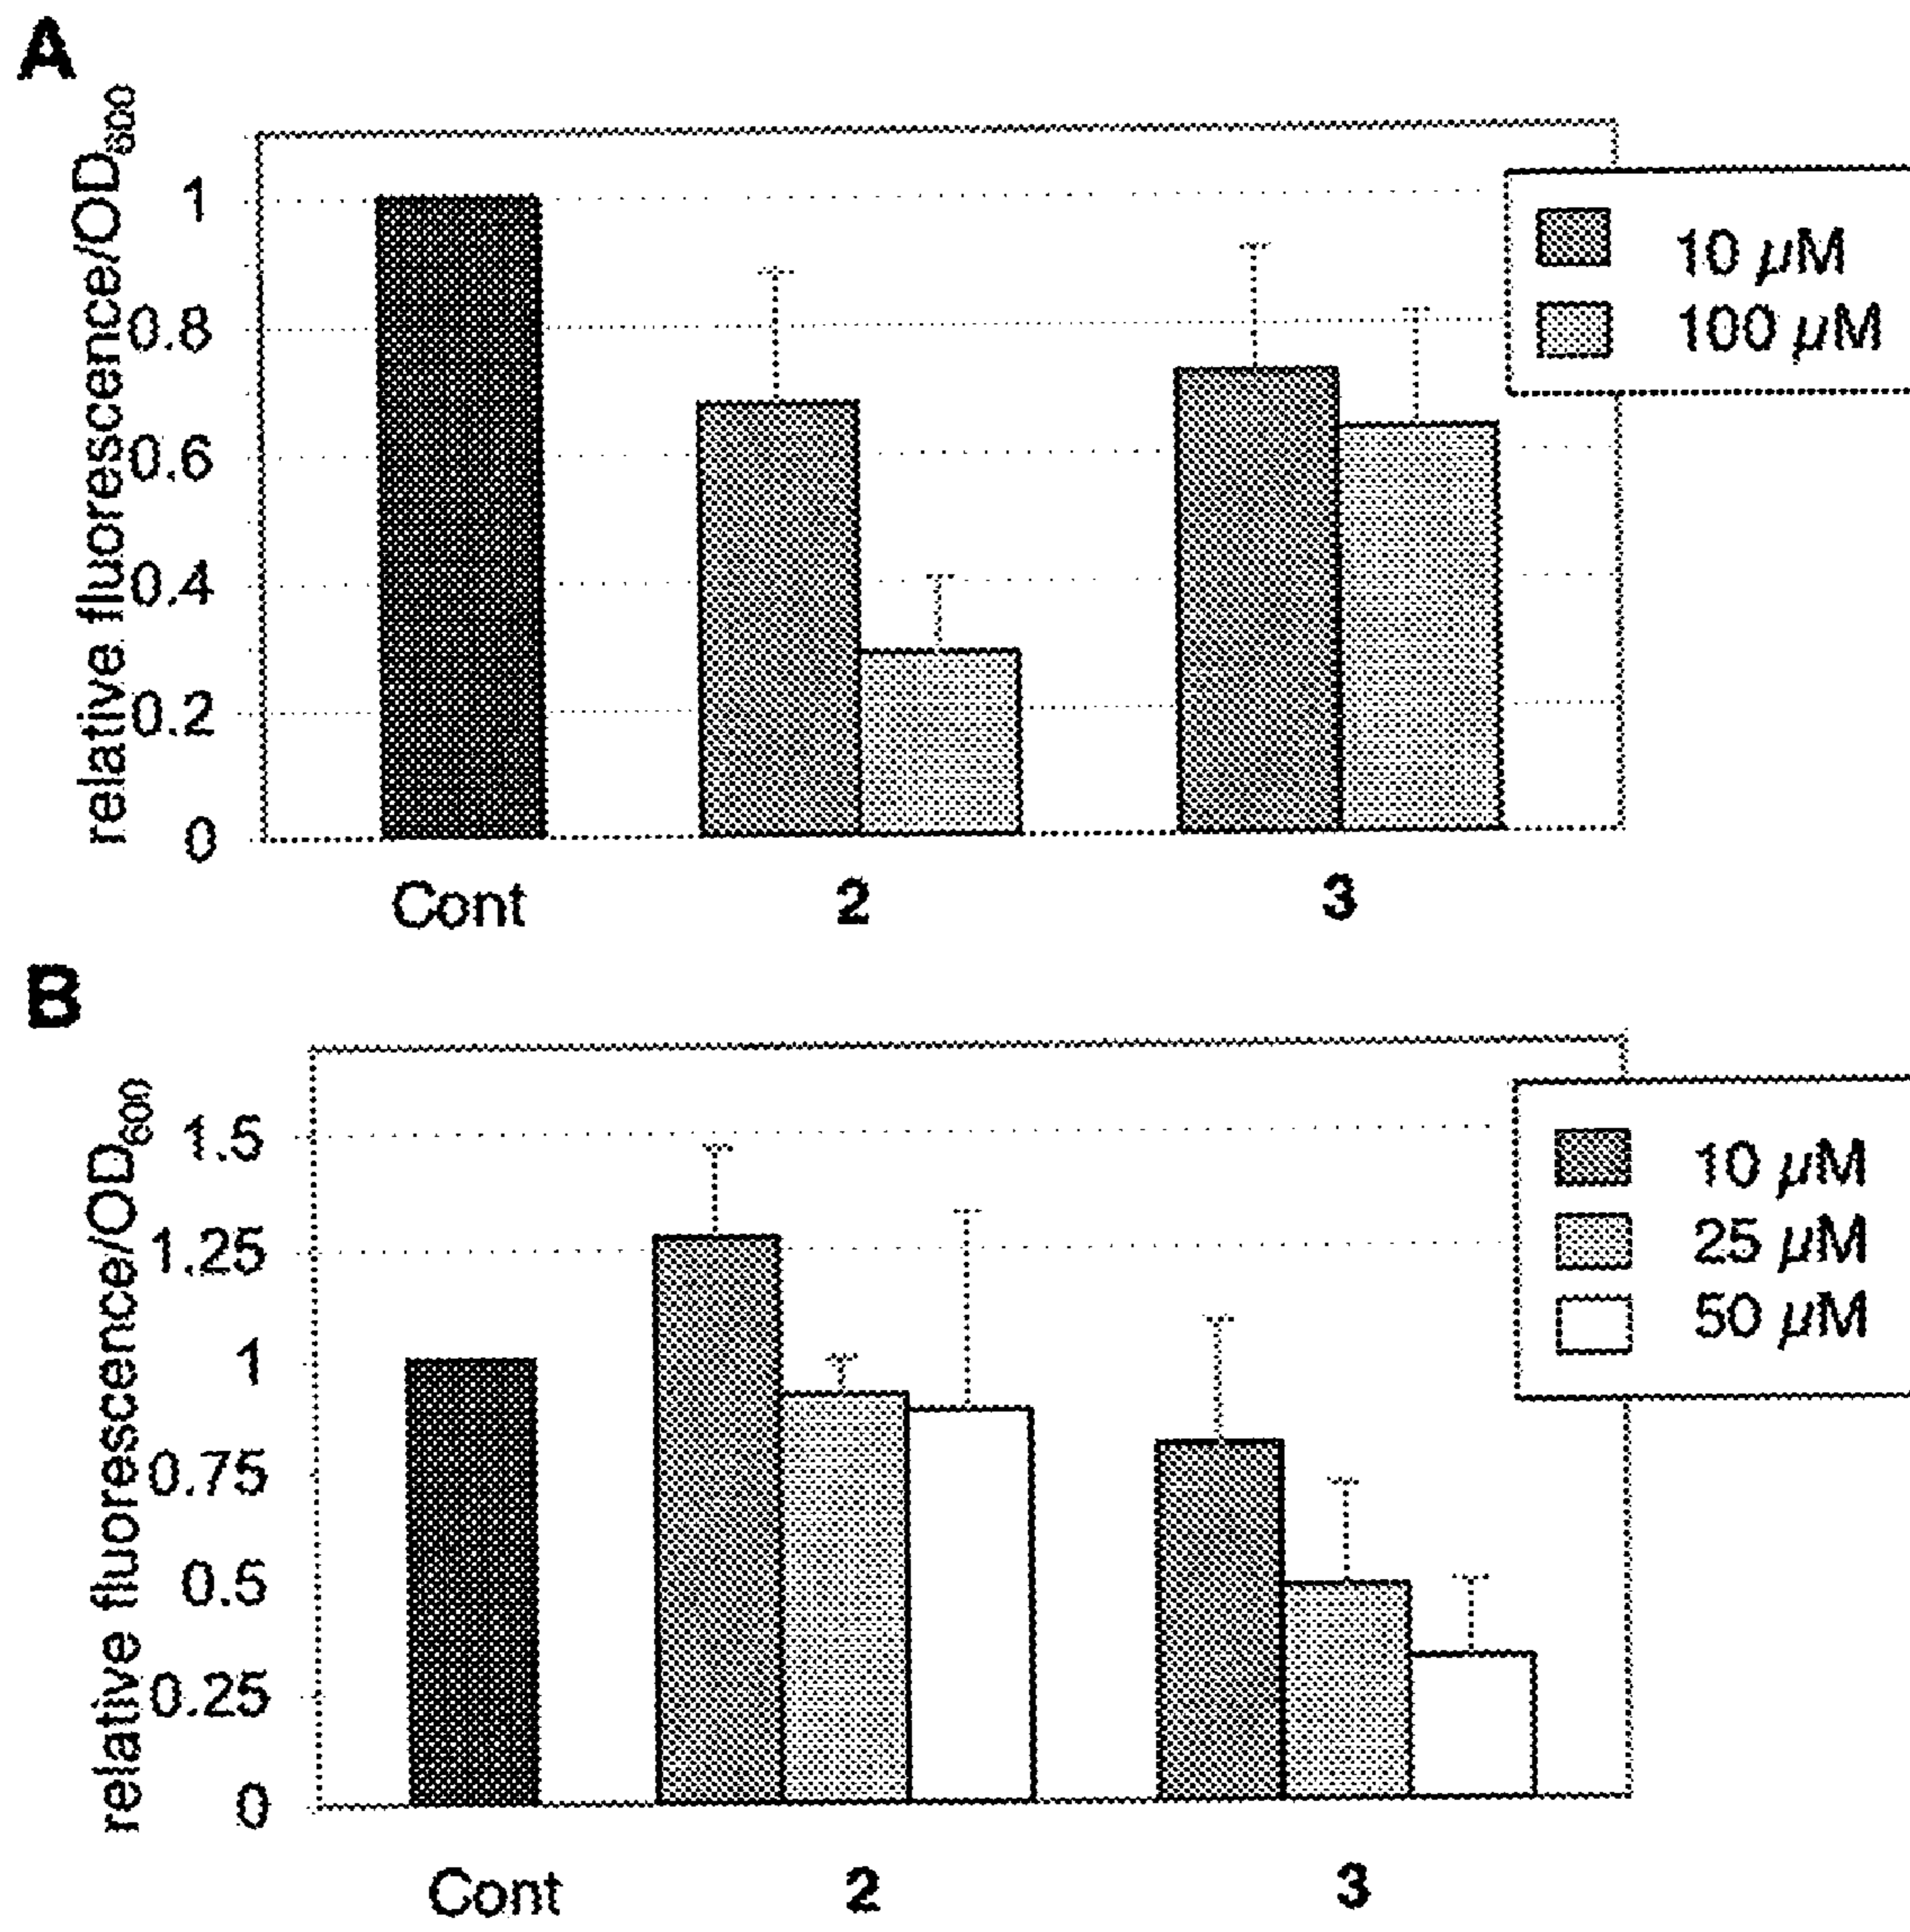 A
relative fluorescence/OD600
1
0.8
0.6
0.4
0.2
0
10 µM
100 µM
Cont 2 3
B
relative fluorescence/OD600
1.5
1.25
1
0.75
0.5
0.25
0
10 µM
25 µM
50 µM
Cont 2 3